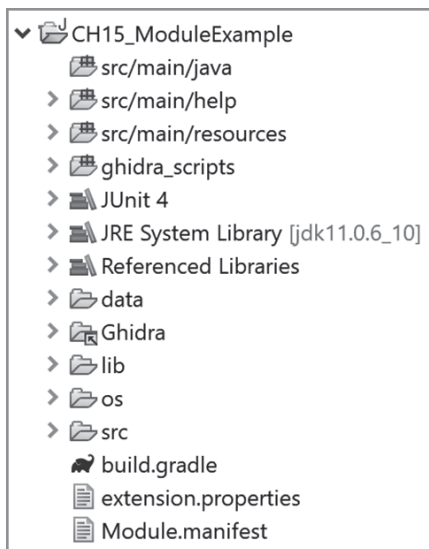 CH15_ModuleExample
src/main/java
src/main/help
src/main/resources
ghidra_scripts
JUnit 4
JRE System Library [jdk11.0.6_10]
Referenced Libraries
data
Ghidra
lib
os
src
build.gradle
extension.properties
Module.manifest